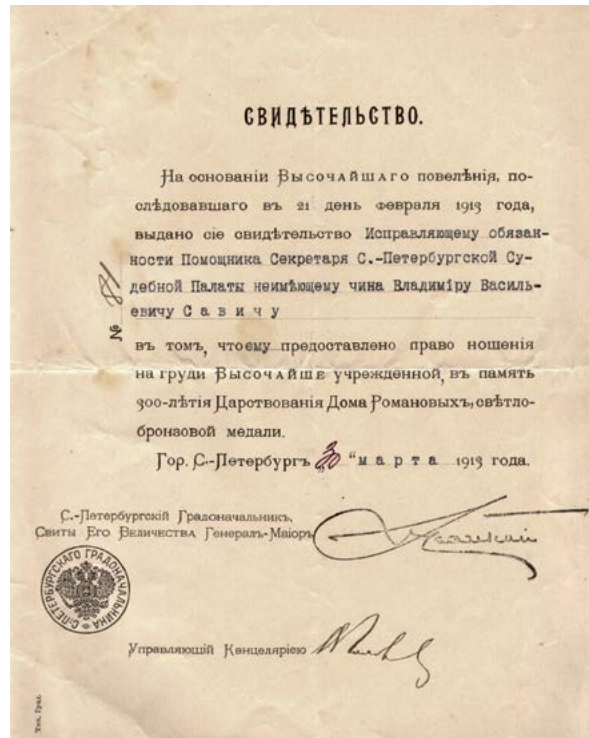 СВИДѢТЕЛЬСТВО.
На основаніи Высочайшаго повелѣнія, по-
слѣдовавшаго въ 21 день февраля 1913 года,
выдано сіе свидѣтельство Исправляющему обязан-
ности Помощника Секретаря С.-Петербургской Су-
дебной Палаты неимѣющему чина Владиміру Василь-
евичу Савичу
№ 81
въ томъ, что ему предоставлено право ношенія
на груди Высочайше учрежденной, въ память
300-лѣтія Царствованія Дома Романовыхъ, свѣтло-
бронзовой медали.
Гор. С.-Петербургъ „30“ марта 1913 года.
С.-Петербургскій Градоначальникъ,
Свиты Его Величества Генералъ-Маіоръ
С.ПЕТЕРБУРГСКАГО ГРАДОНАЧАЛЬНИКА
Управляющій Канцеляріею
Тип. Град.